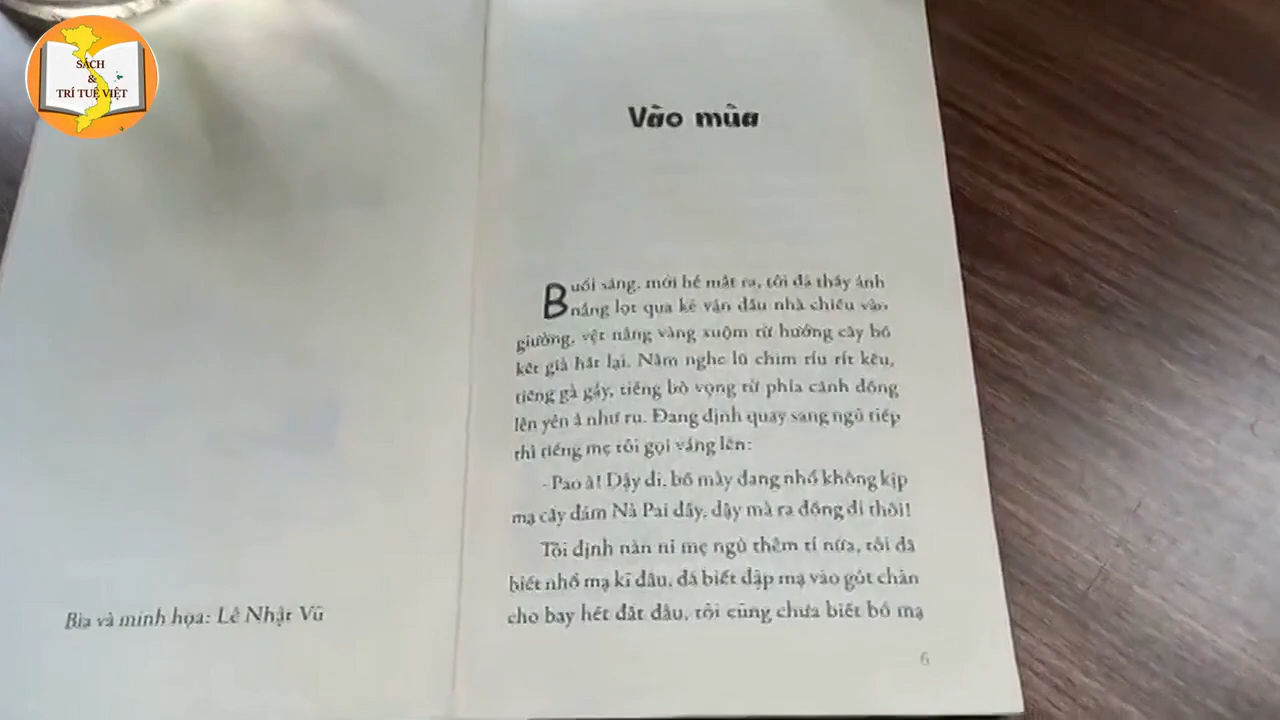 SÁCH
&
TRÍ TUỆ VIỆT
Bìa và minh họa: Lê Nhật Vũ
Vào mùa
Buổi sáng, mới hé mắt ra, tôi đã thấy ánh
nắng lọt qua kẽ ván đầu nhà chiếu vào
giường, vệt nắng vàng xuộm từ hướng cây bồ
kết già hắt lại. Nằm nghe lũ chim ríu rít kêu,
tiếng gà gáy, tiếng bò vọng từ phía cánh đồng
lên yên ả như ru. Đang định quay sang ngủ tiếp
thì tiếng mẹ tôi gọi váng lên:
- Pao à! Dậy đi, bố mày đang nhổ không kịp
mạ cấy đám Nà Pai đấy, dậy mà ra đồng đi thôi!
Tôi định nàn nì mẹ ngủ thêm tí nữa, tôi đã
biết nhổ mạ kĩ đâu, đã biết đập mạ vào gót chân
cho bay hết đất đâu, tôi cũng chưa biết bó mạ
6